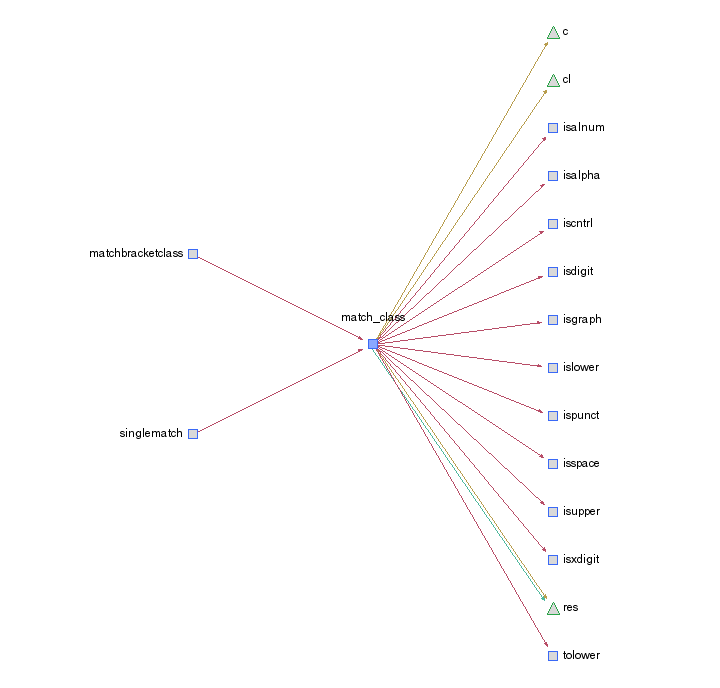 c
cl
isalnum
isalpha
iscntrl
matchbracketclass
isdigit
match_class
isgraph
islower
ispunct
singlematch
isspace
isupper
isxdigit
res
tolower